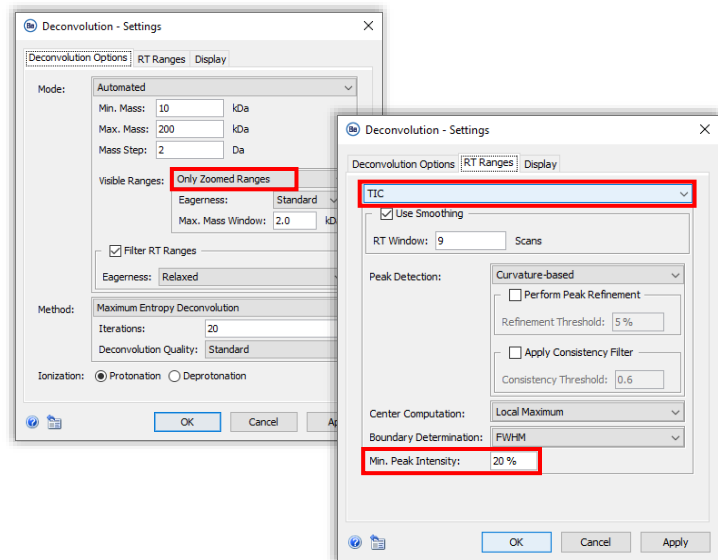 Be Deconvolution - Settings
Deconvolution Options RT Ranges Display
Mode: Automated
Min. Mass: 10 kDa
Max. Mass: 200 kDa
Mass Step: 2 Da
Visible Ranges: Only Zoomed Ranges
Eagerness: Standard
Max. Mass Window: 2.0
Filter RT Ranges
Eagerness: Relaxed
Method: Maximum Entropy Deconvolution
Iterations: 20
Deconvolution Quality: Standard
Ionization: Protonation Deprotonation
OK Cancel
Be Deconvolution - Settings
Deconvolution Options RT Ranges Display
TIC
Use Smoothing
RT Window: 9 Scans
Peak Detection: Curvature-based
Perform Peak Refinement
Refinement Threshold: 5 %
Apply Consistency Filter
Consistency Threshold: 0.6
Center Computation: Local Maximum
Boundary Determination: FWHM
Min. Peak Intensity: 20 %
OK Cancel Apply